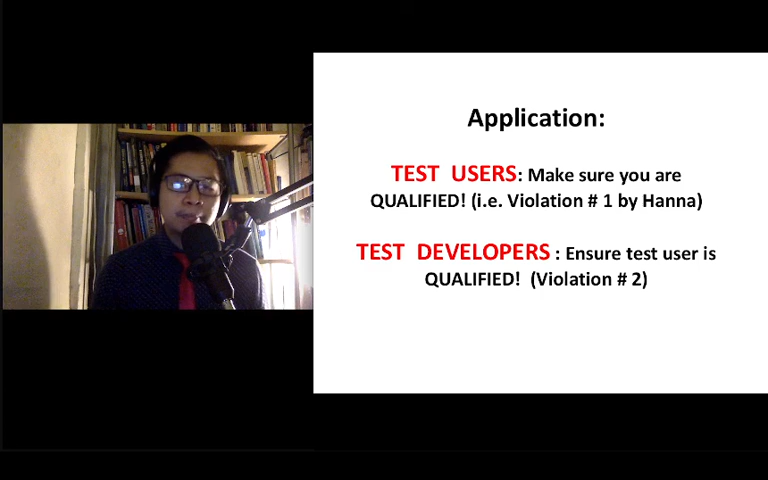 Application:
TEST USERS: Make sure you are
QUALIFIED! (i.e. Violation # 1 by Hanna)
TEST DEVELOPERS : Ensure test user is
QUALIFIED! (Violation # 2)